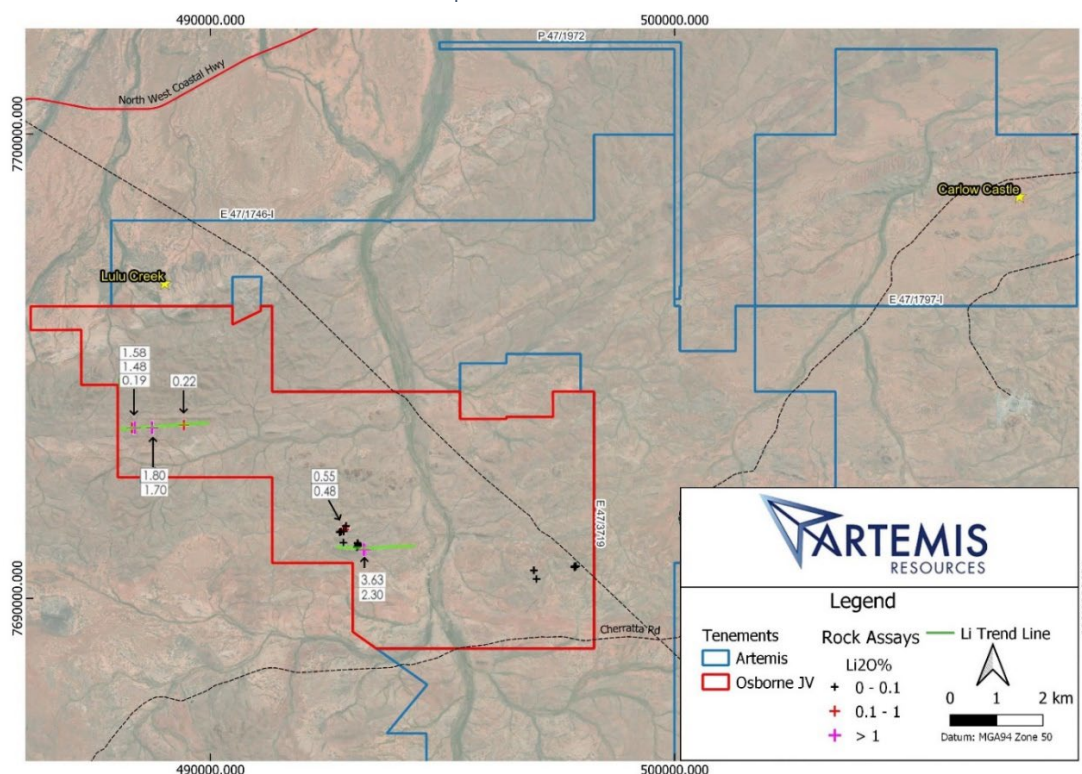 490000.000
500000.000
P 47/1972
North West Coastal Hwy
7700000.000
Carlow Castle
E 47/1746-I
Lulu Creek
E 47/1797-I
1.58
1.48
0.19
0.22
1.80
1.70
0.55
0.48
E 47/3719
3.63
2.30
7690000.000
Cherratta Rd
ARTEMIS
RESOURCES
Legend
Tenements
Artemis
Osborne JV
Rock Assays
Li2O%
0 - 0.1
0.1 - 1
> 1
Li Trend Line
0 1 2 km
Datum: MGA94 Zone 50
490000.000
500000.000